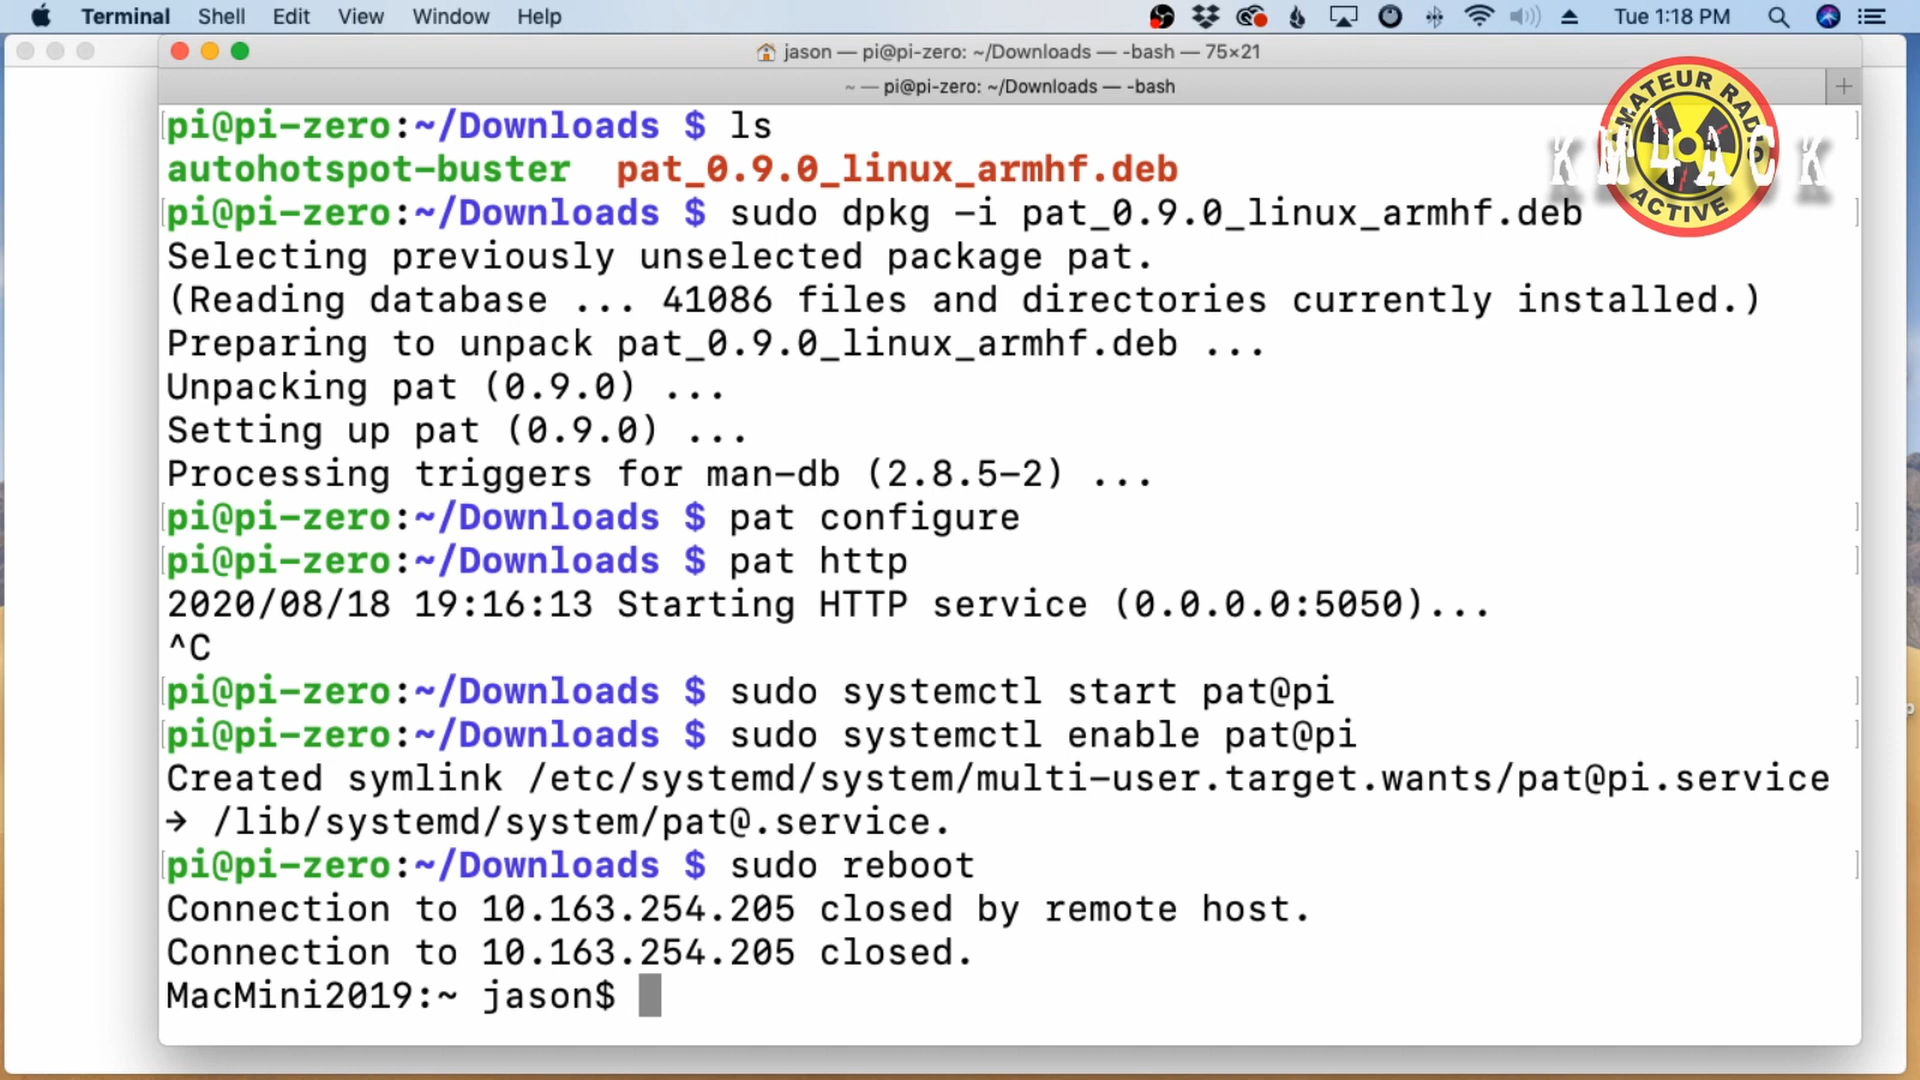 Terminal Shell Edit View Window Help Tue 1:18 PM
jason — pi@pi-zero: ~/Downloads — -bash — 75×21
~ — pi@pi-zero: ~/Downloads — -bash
pi@pi-zero:~/Downloads $ ls
autohotspot-buster pat_0.9.0_linux_armhf.deb
pi@pi-zero:~/Downloads $ sudo dpkg -i pat_0.9.0_linux_armhf.deb
Selecting previously unselected package pat.
(Reading database ... 41086 files and directories currently installed.)
Preparing to unpack pat_0.9.0_linux_armhf.deb ...
Unpacking pat (0.9.0) ...
Setting up pat (0.9.0) ...
Processing triggers for man-db (2.8.5-2) ...
pi@pi-zero:~/Downloads $ pat configure
pi@pi-zero:~/Downloads $ pat http
2020/08/18 19:16:13 Starting HTTP service (0.0.0.0:5050)...
^C
pi@pi-zero:~/Downloads $ sudo systemctl start pat@pi
pi@pi-zero:~/Downloads $ sudo systemctl enable pat@pi
Created symlink /etc/systemd/system/multi-user.target.wants/pat@pi.service
→ /lib/systemd/system/pat@.service.
pi@pi-zero:~/Downloads $ sudo reboot
Connection to 10.163.254.205 closed by remote host.
Connection to 10.163.254.205 closed.
MacMini2019:~ jason$
AMATEUR RADIO
KM4ACK
ACTIVE